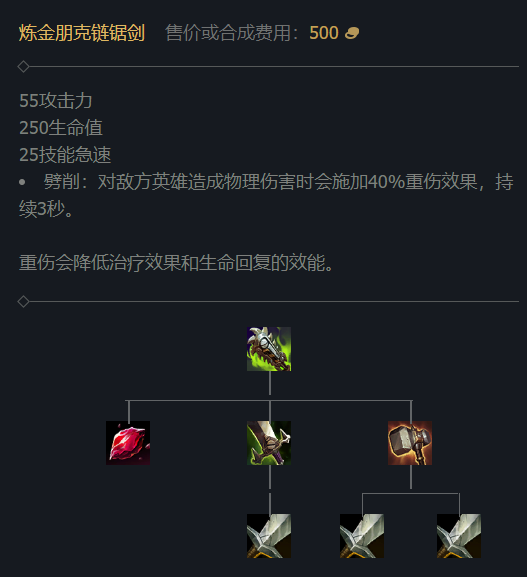 炼金朋克链锯剑 售价或合成费用：500
55攻击力
250生命值
25技能急速
• 劈削：对敌方英雄造成物理伤害时会施加40%重伤效果，持
续3秒。
重伤会降低治疗效果和生命回复的效能。